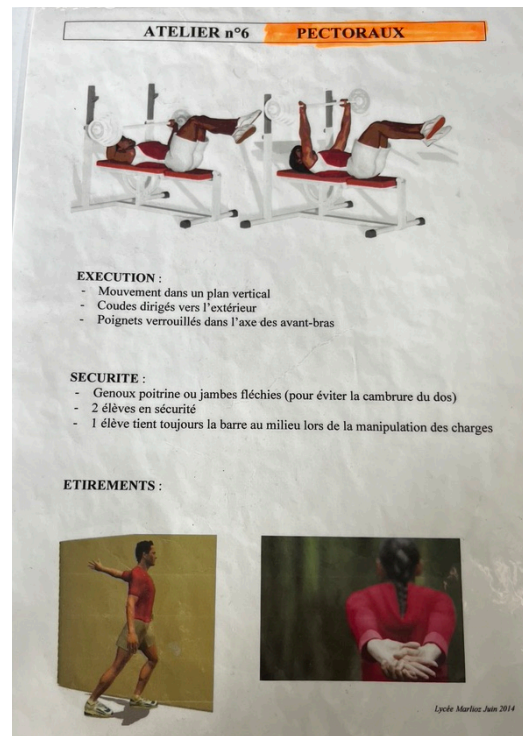 ATELIER n°6 PECTORAUX
EXECUTION :
- Mouvement dans un plan vertical
- Coudes dirigés vers l'extérieur
- Poignets verrouillés dans l'axe des avant-bras
SECURITE :
- Genoux poitrine ou jambes fléchies (pour éviter la cambrure du dos)
- 2 élèves en sécurité
- 1 élève tient toujours la barre au milieu lors de la manipulation des charges
ETIREMENTS :
Lycée Marlioz Juin 2014